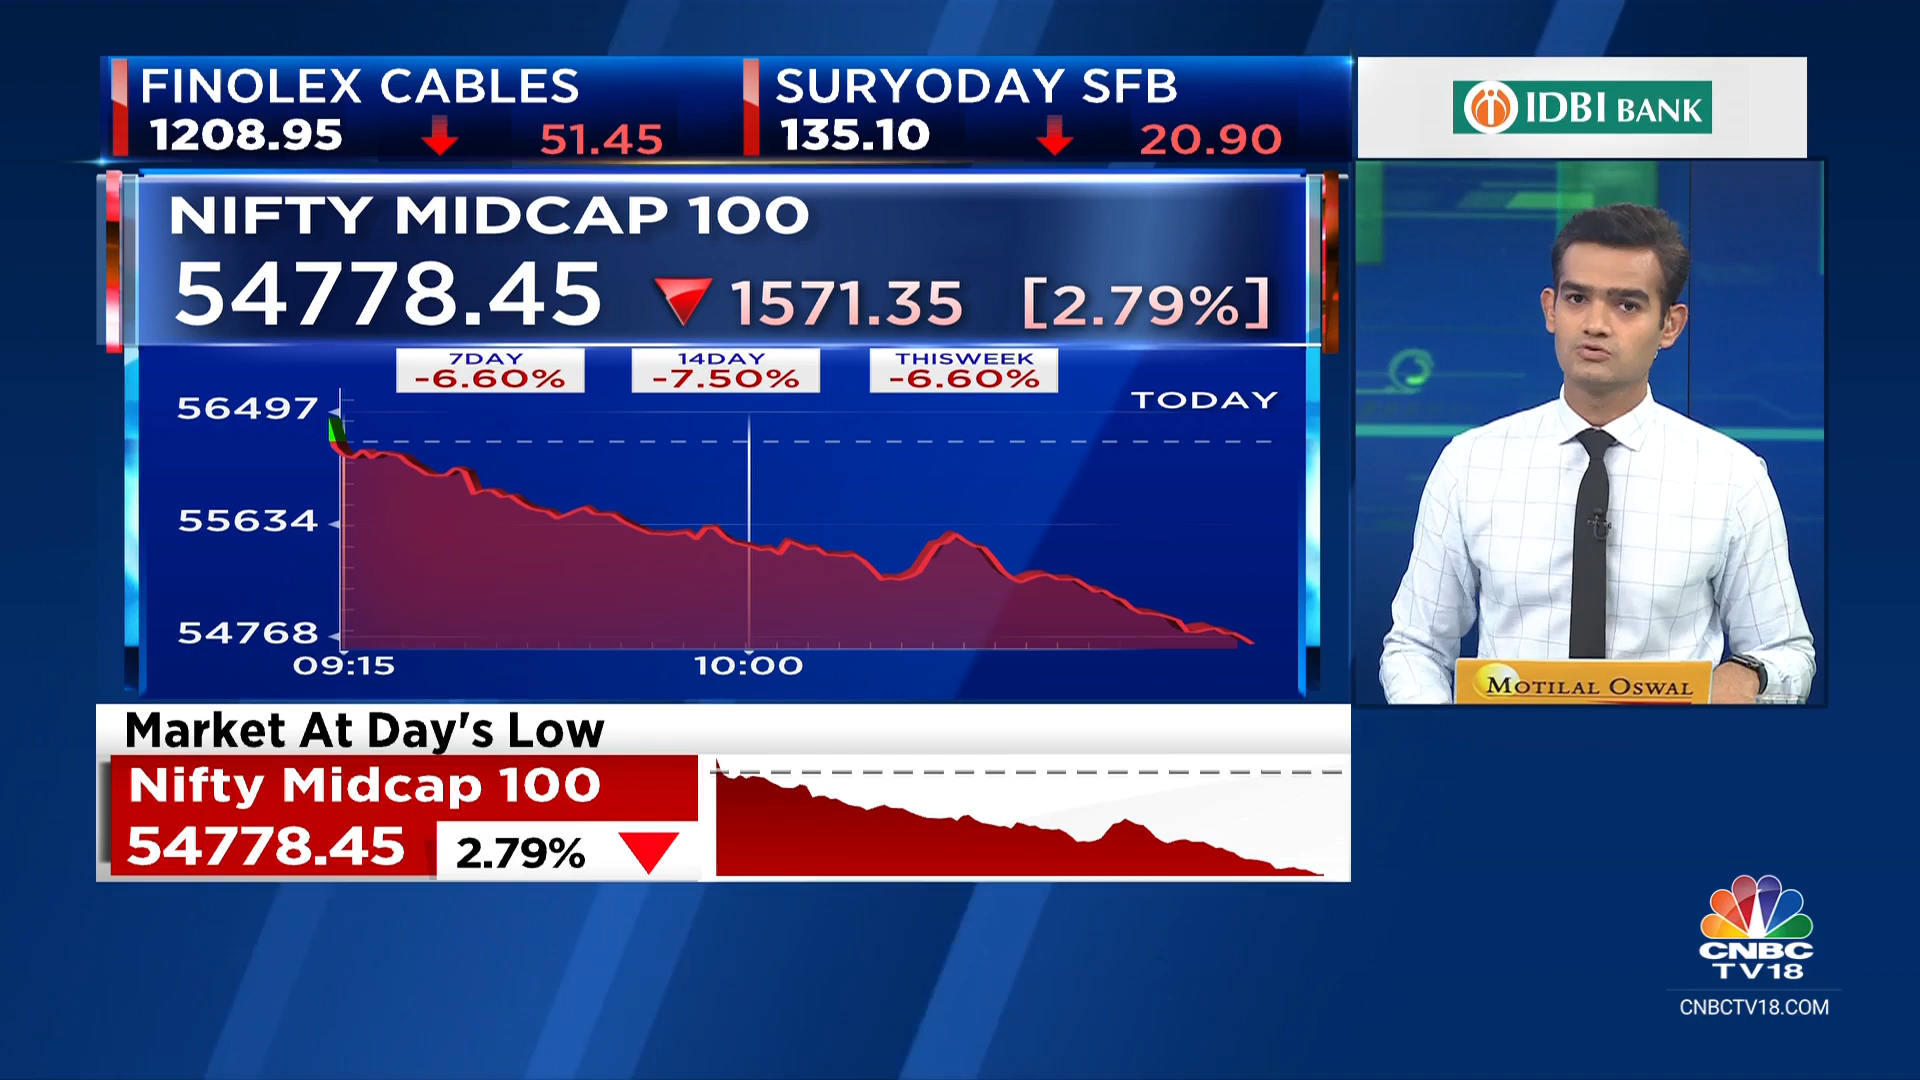 FINOLEX CABLES
1208.95 51.45
SURYODAY SFB
135.10 20.90
IDBI BANK
NIFTY MIDCAP 100
54778.45 1571.35 [2.79%]
7DAY
-6.60%
14DAY
-7.50%
THISWEEK
-6.60%
TODAY
56497
55634
54768
09:15
10:00
MOTILAL OSWAL
Market At Day's Low
Nifty Midcap 100
54778.45 2.79%
CNBC
TV18
CNBCTV18.COM